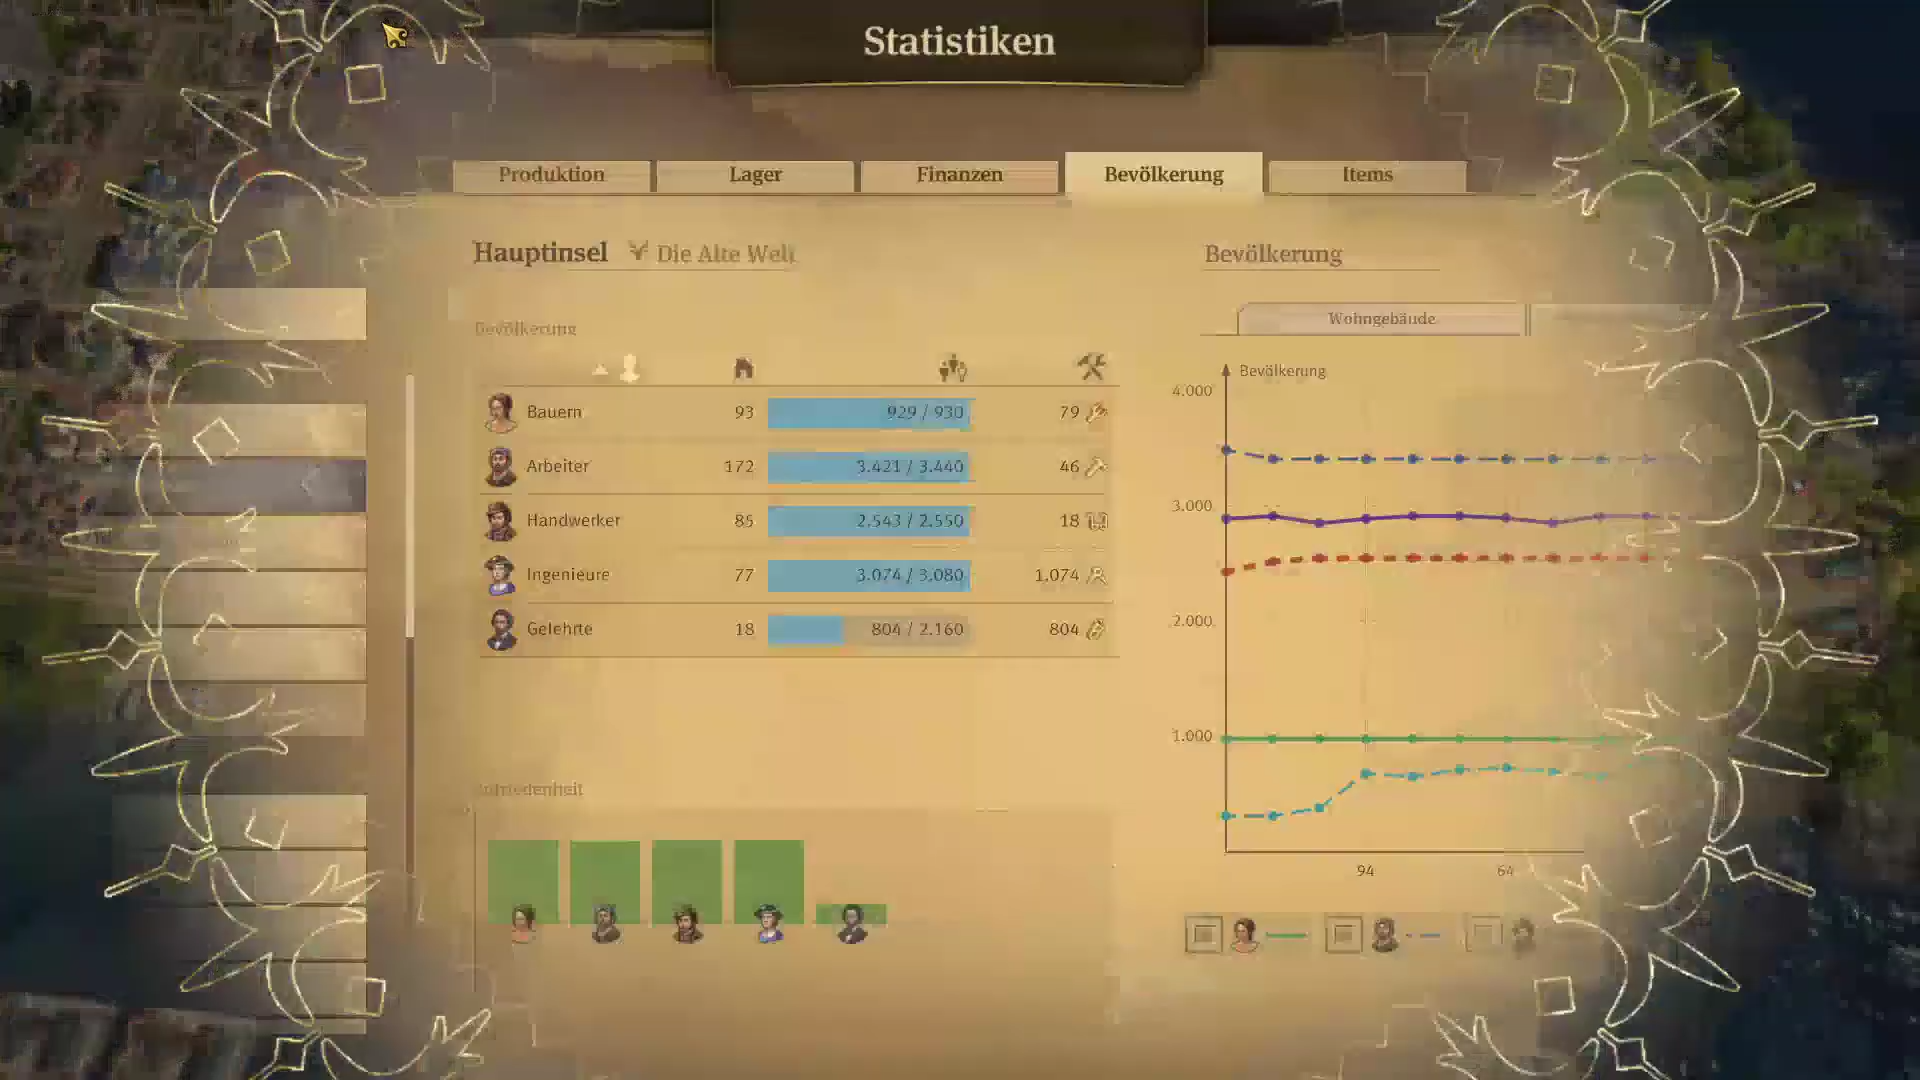 Statistiken
Produktion
Lager
Finanzen
Bevölkerung
Items
Hauptinsel
Die Alte Welt
Bevölkerung
Bevölkerung
Wohngebäude
Bauern 93 929 / 930 79
Arbeiter 172 3.421 / 3.440 46
Handwerker 85 2.543 / 2.550 18
Ingenieure 77 3.074 / 3.080 1.074
Gelehrte 18 804 / 2.160 804
Bevölkerung
4.000
3.000
2.000
1.000
94
64
Zufriedenheit